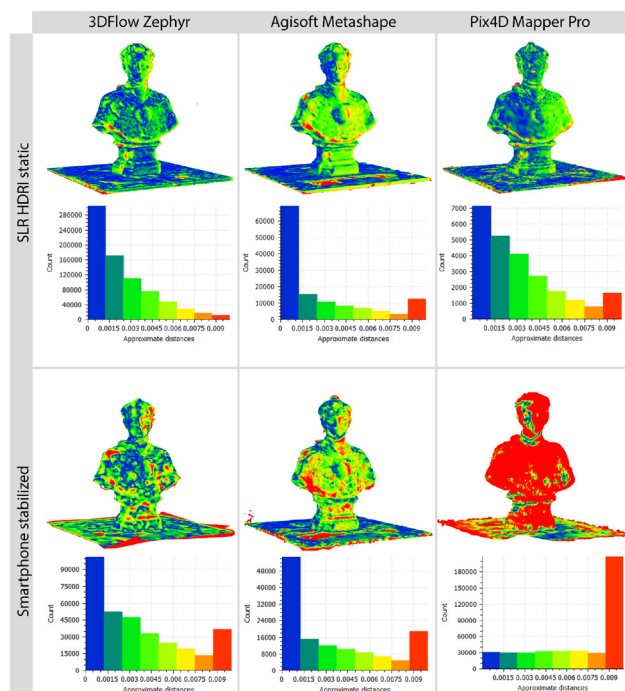 3DFlow Zephyr
Agisoft Metashape
Pix4D Mapper Pro
SLR HDRI static
Count
280000
240000
200000
160000
120000
80000
40000
0
0 0.0015 0.003 0.0045 0.006 0.0075 0.009
Approximate distances
Count
60000
50000
40000
30000
20000
10000
0
0 0.0015 0.003 0.0045 0.006 0.0075 0.009
Approximate distances
Count
7000
6000
5000
4000
3000
2000
1000
0
0.0015 0.003 0.0045 0.006 0.0075 0.009
Approximate distances
Smartphone stabilized
Count
90000
75000
60000
45000
30000
15000
0
0 0.0015 0.003 0.0045 0.006 0.0075 0.009
Approximate distances
Count
48000
40000
32000
24000
16000
8000
0
0 0.0015 0.003 0.0045 0.006 0.0075 0.009
Approximate distances
Count
180000
150000
120000
90000
60000
30000
0
0.0015 0.003 0.0045 0.006 0.0075 0.009
Approximate distances